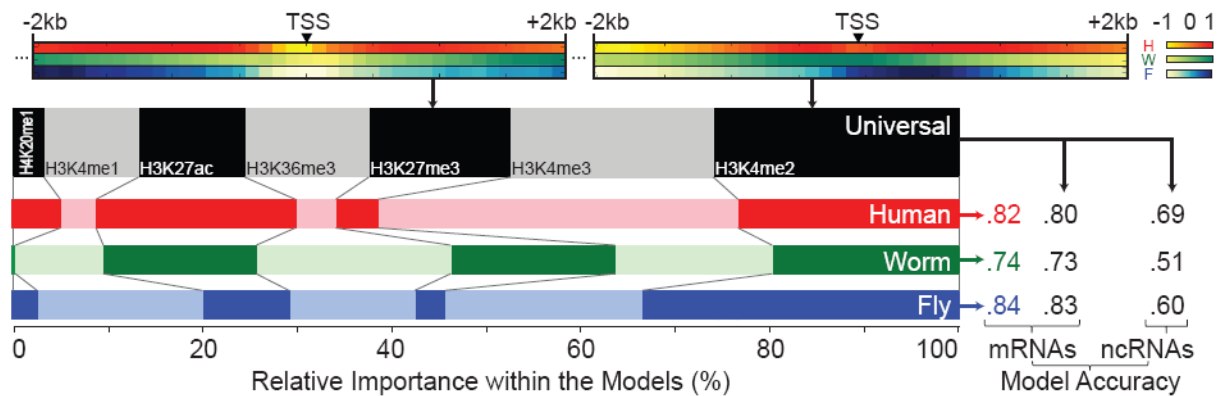 -2kb TSS +2kb -2kb TSS +2kb -1 0 1
... ... H
W
F
Universal
H4K20me1 H3K4me1 H3K27ac H3K36me3 H3K27me3 H3K4me3 H3K4me2
Human .82 .80 .69
Worm .74 .73 .51
Fly .84 .83 .60
0 20 40 60 80 100
mRNAs ncRNAs
Relative Importance within the Models (%) Model Accuracy